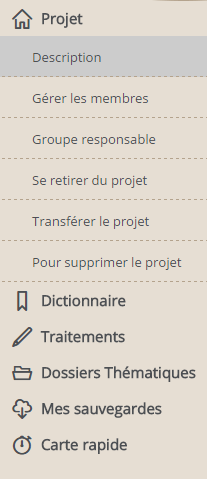 Projet
Description
Gérer les membres
Groupe responsable
Se retirer du projet
Transférer le projet
Pour supprimer le projet
Dictionnaire
Traitements
Dossiers Thématiques
Mes sauvegardes
Carte rapide